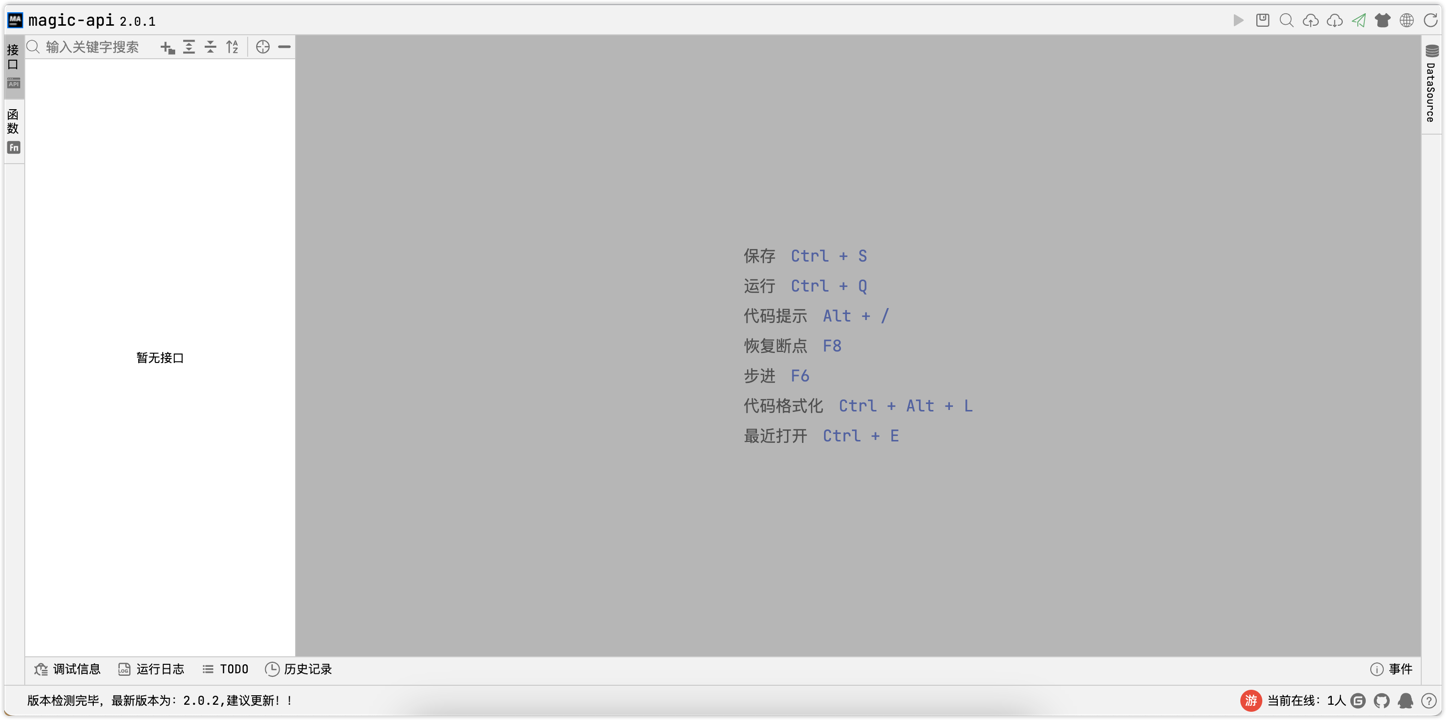 MA magic-api 2.0.1
接口 API
输入关键字搜索
函数 Fn
暂无接口
保存 Ctrl + S
运行 Ctrl + Q
代码提示 Alt + /
恢复断点 F8
步进 F6
代码格式化 Ctrl + Alt + L
最近打开 Ctrl + E
DataSource
调试信息 运行日志 TODO 历史记录 事件
版本检测完毕，最新版本为：2.0.2,建议更新！！ 游 当前在线：1人